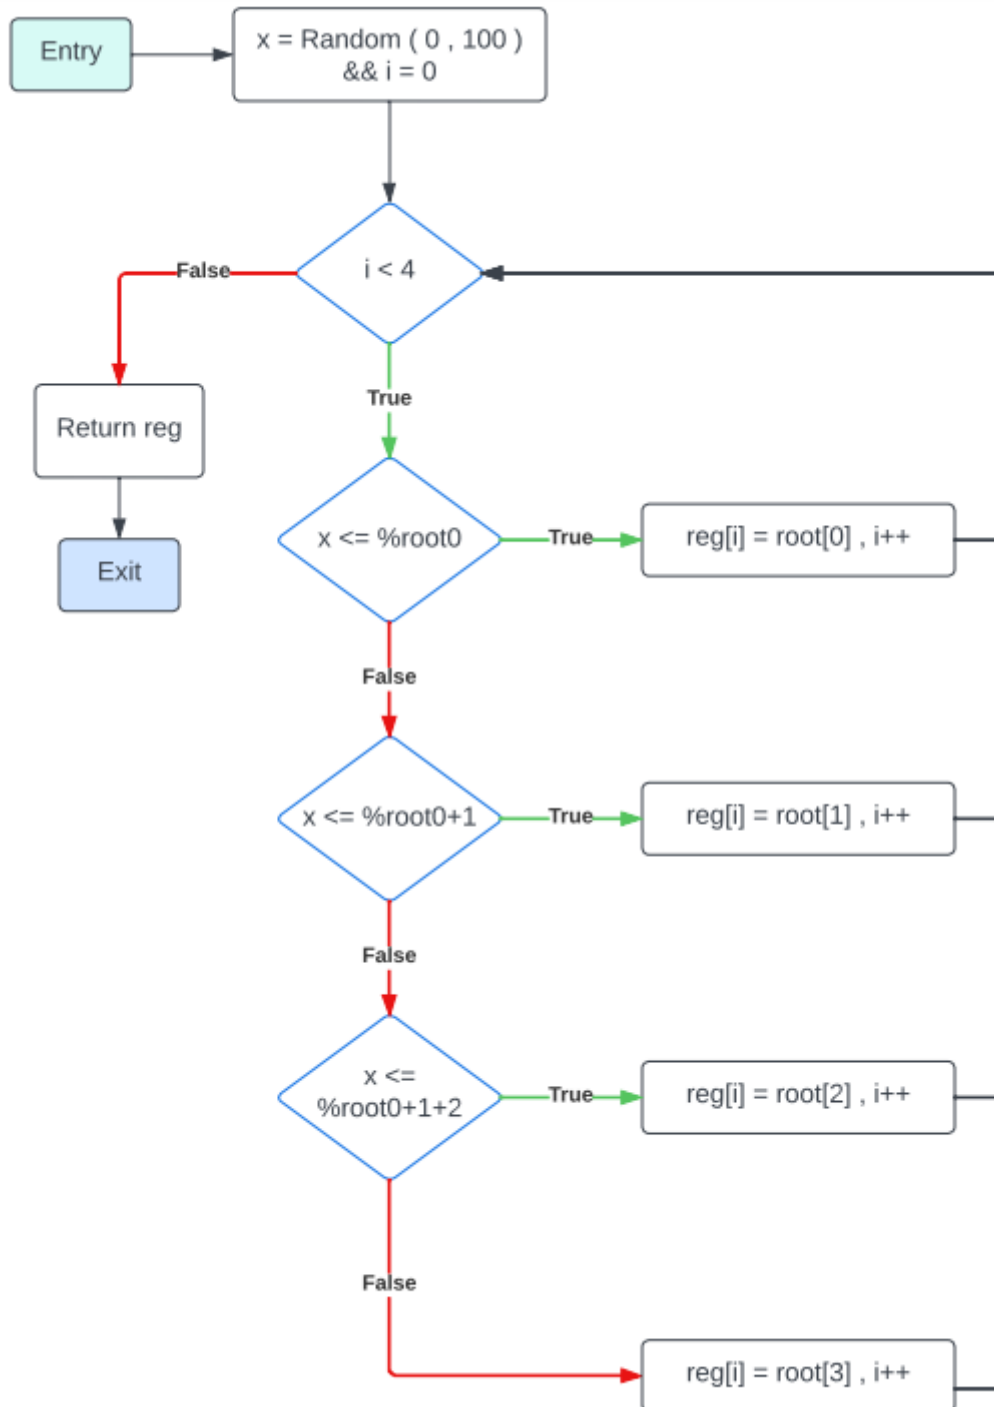 Entry
x = Random ( 0 , 100 )
&& i = 0
i < 4
False
True
Return reg
Exit
x <= %root0
True
reg[i] = root[0] , i++
False
x <= %root0+1
True
reg[i] = root[1] , i++
False
x <=
%root0+1+2
True
reg[i] = root[2] , i++
False
reg[i] = root[3] , i++